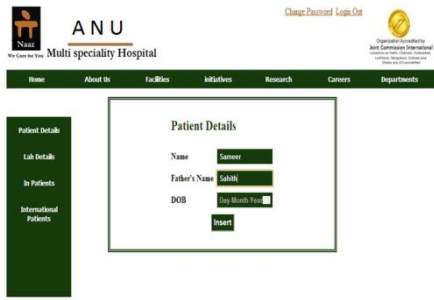 Change Password Login Out
A N U
Naaz
We Care for You Multi speciality Hospital
Organization Accredited by
Joint Commission International
Home About Us Facilities initiatives Research Careers Departments
Patient Details
Lab Details
In Patients
International
Patients
Patient Details
Name Sameer
Father's Name Sahith
DOB Day-Month-Year
Insert